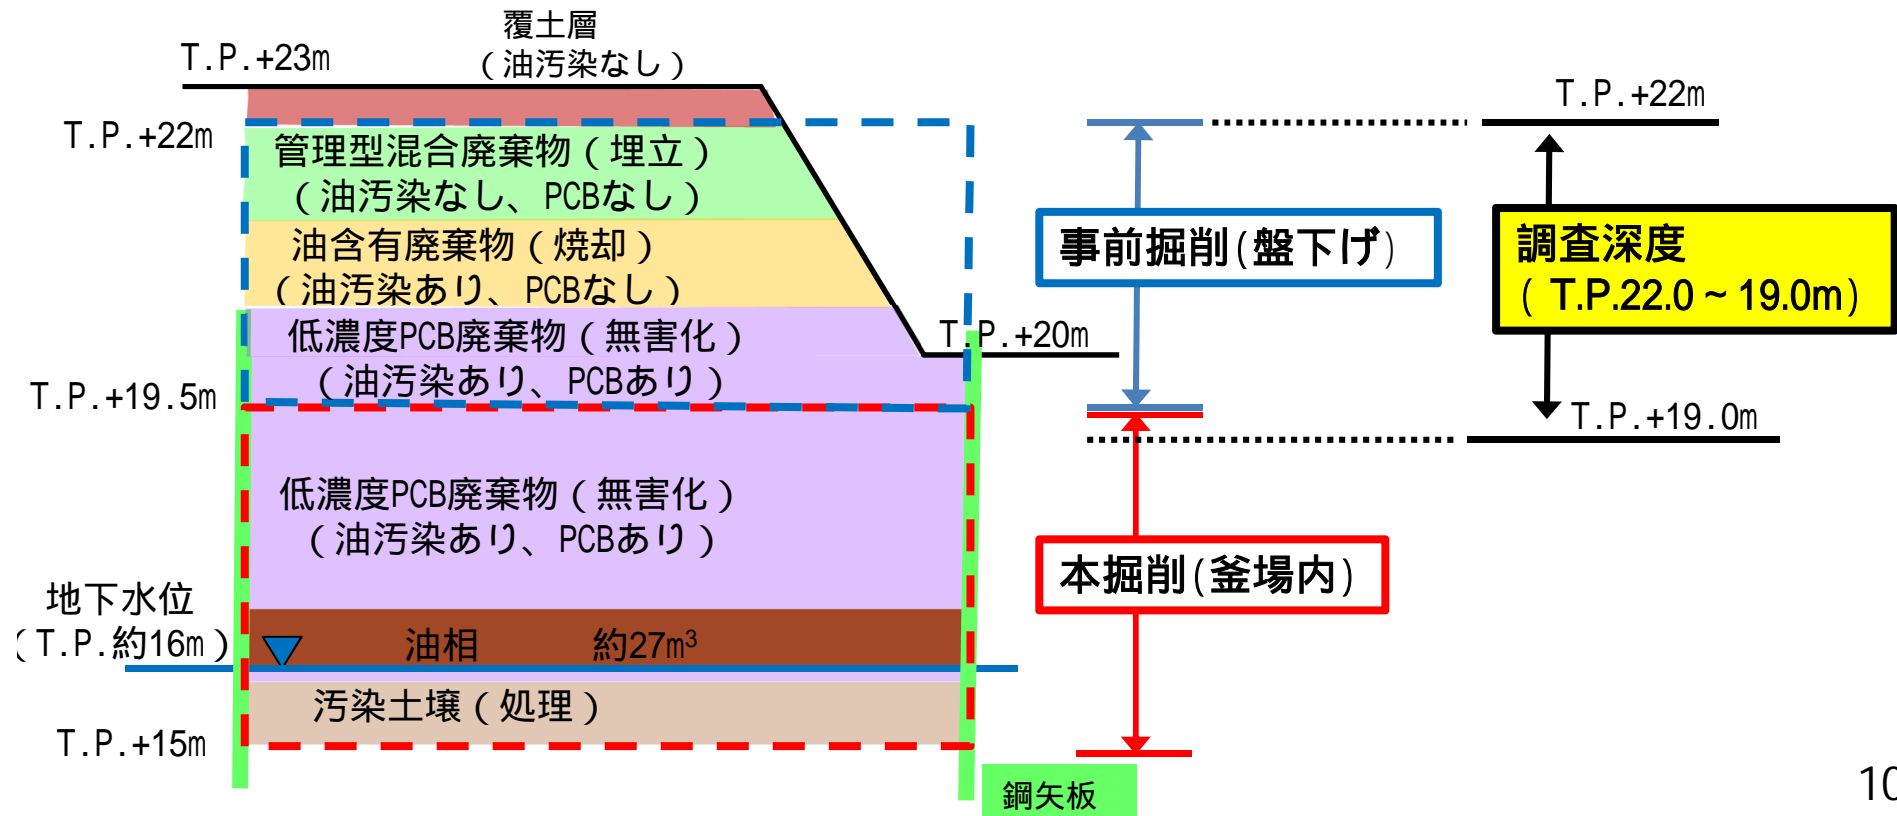 覆土層
（油汚染なし）
T.P.+23m
T.P.+22m
管理型混合廃棄物（埋立）
（油汚染なし、PCBなし）
油含有廃棄物（焼却）
（油汚染あり、PCBなし）
低濃度PCB廃棄物（無害化）
（油汚染あり、PCBあり）
T.P.+20m
T.P.+19.5m
低濃度PCB廃棄物（無害化）
（油汚染あり、PCBあり）
地下水位
（T.P.約16m）
油相 約27m³
汚染土壌（処理）
T.P.+15m
鋼矢板
事前掘削(盤下げ)
本掘削(釜場内)
T.P.+22m
調査深度
（T.P.22.0～19.0m）
T.P.+19.0m
10